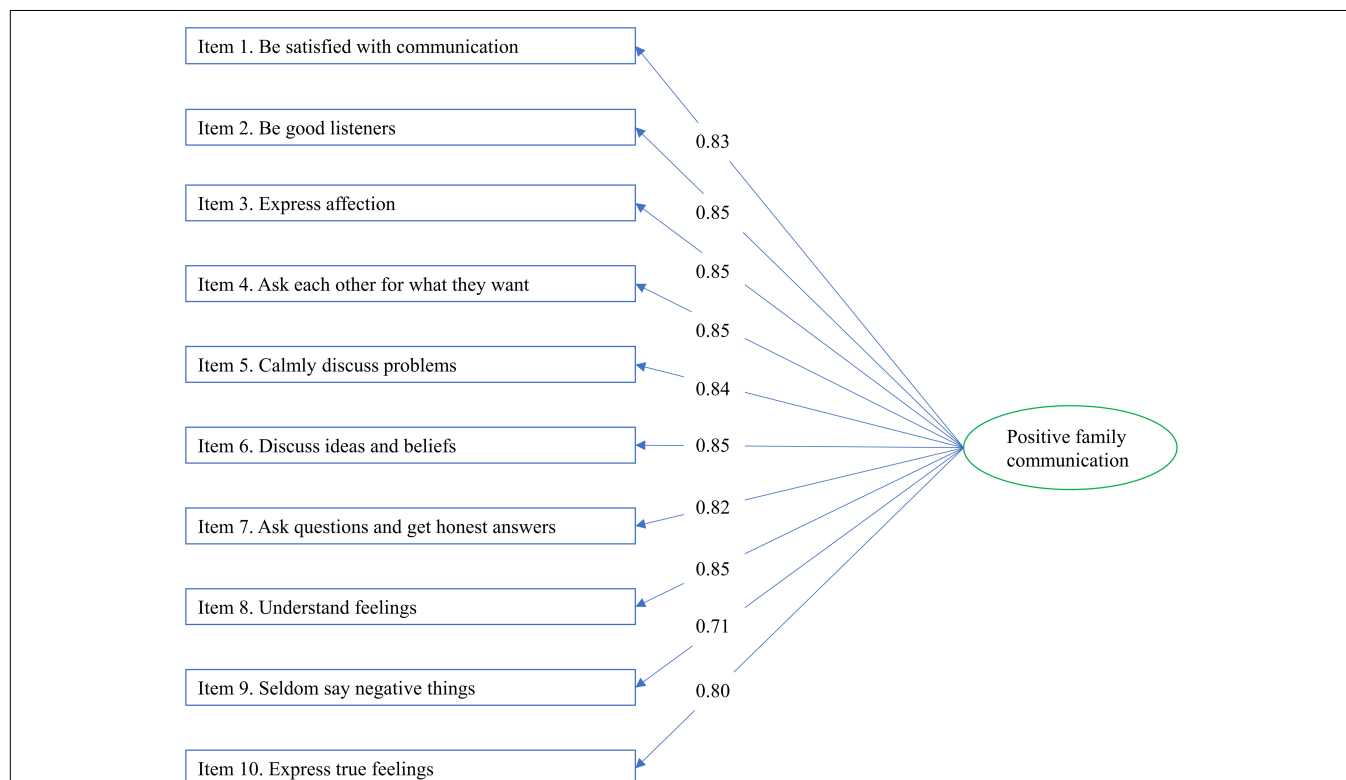 Item 1. Be satisfied with communication
0.83
Item 2. Be good listeners
0.85
Item 3. Express affection
0.85
Item 4. Ask each other for what they want
0.85
Item 5. Calmly discuss problems
0.84
Item 6. Discuss ideas and beliefs
0.85
Item 7. Ask questions and get honest answers
0.82
Item 8. Understand feelings
0.85
Item 9. Seldom say negative things
0.71
Item 10. Express true feelings
0.80
Positive family
communication